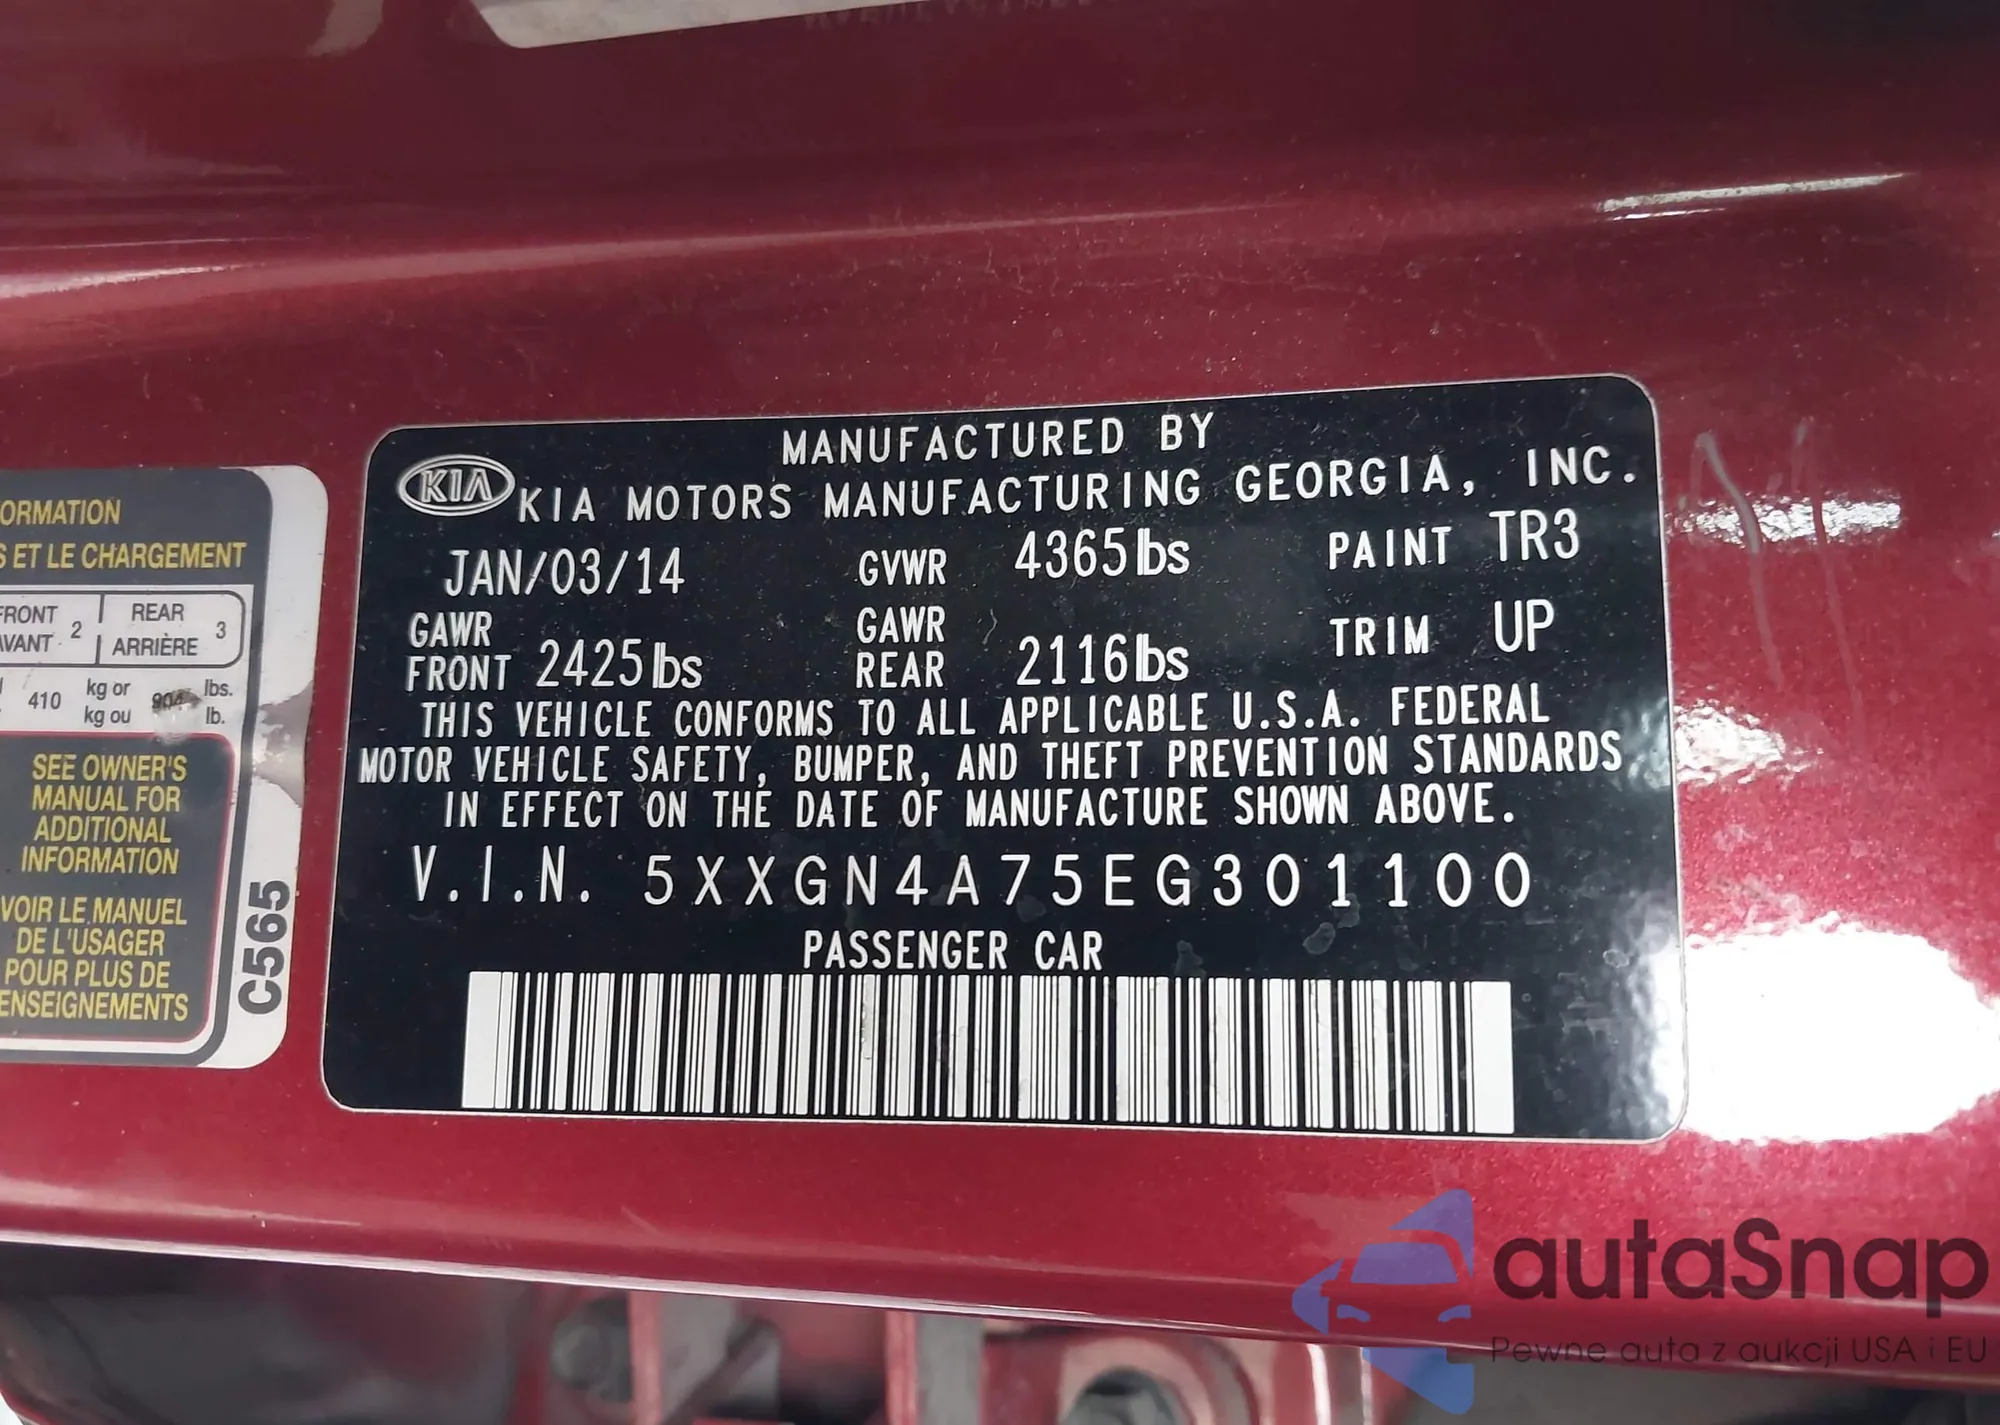 ORMATION
S ET LE CHARGEMENT
FRONT 2 REAR 3
AVANT ARRIÈRE
410 kg or 904 lbs.
kg ou lb.
SEE OWNER'S
MANUAL FOR
ADDITIONAL
INFORMATION
VOIR LE MANUEL
DE L'USAGER
POUR PLUS DE
ENSEIGNEMENTS
C565
MANUFACTURED BY
KIA KIA MOTORS MANUFACTURING GEORGIA, INC.
JAN/03/14 GVWR 4365lbs PAINT TR3
GAWR FRONT 2425lbs GAWR REAR 2116lbs TRIM UP
THIS VEHICLE CONFORMS TO ALL APPLICABLE U.S.A. FEDERAL
MOTOR VEHICLE SAFETY, BUMPER, AND THEFT PREVENTION STANDARDS
IN EFFECT ON THE DATE OF MANUFACTURE SHOWN ABOVE.
V.I.N. 5XXGN4A75EG301100
PASSENGER CAR
autaSnap
Pewne auta z aukcji USA i EU